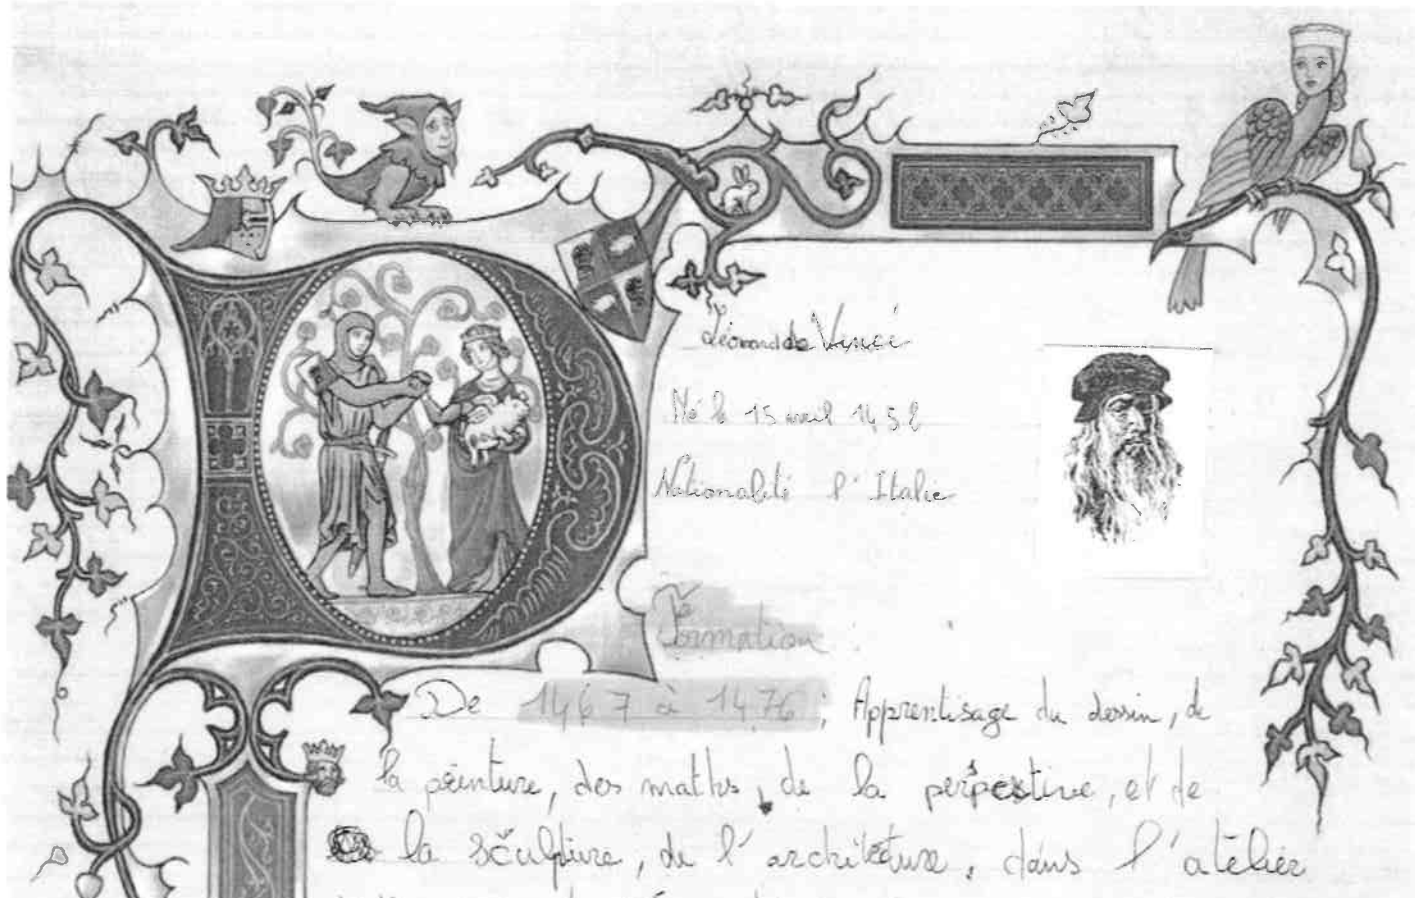 Léonard de Vinci
Né le 15 avril 1452
Nationalité l'Italie
Formation
De 1467 à 1476 ; Apprentisage du dessin, de
la peinture, des maths, de la perspective, et de
la sculpture, de l'architecture, dans l'atelier